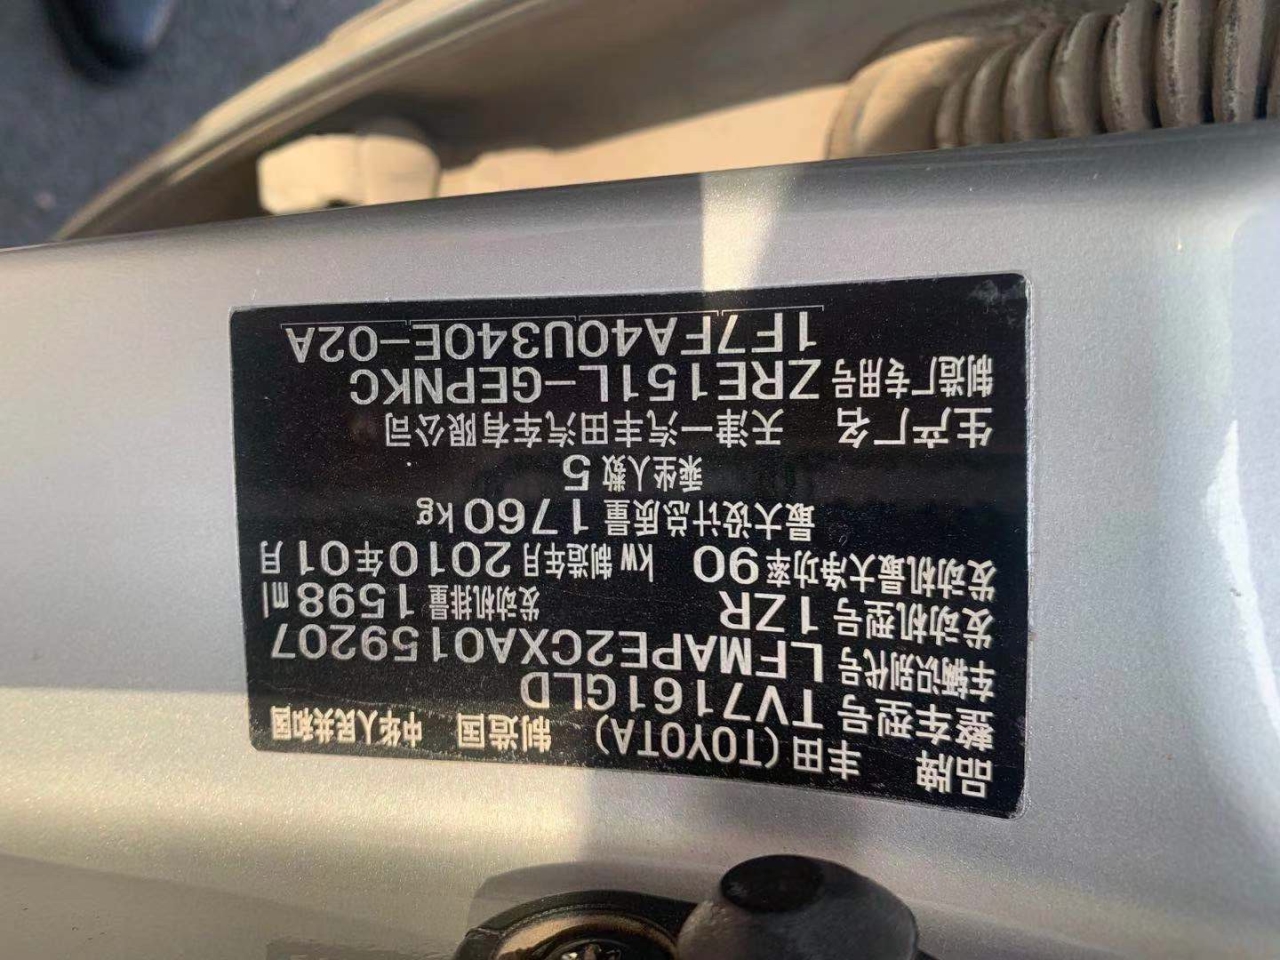 品牌 丰田(TOYOTA) 制造国 中华人民共和国
整车型号 TV7161GLD
车辆识别代号 LFMAPE2CXA0159207
发动机型号 1ZR 发动机排量 1598 ml
发动机最大净功率 90 kw 制造年月 2010年01月
最大设计总质量 1760 kg
乘坐人数 5
生产厂名 天津一汽丰田汽车有限公司
制造厂专用号 ZRE151L-GEPNKC
1F7FA40U340E-02A